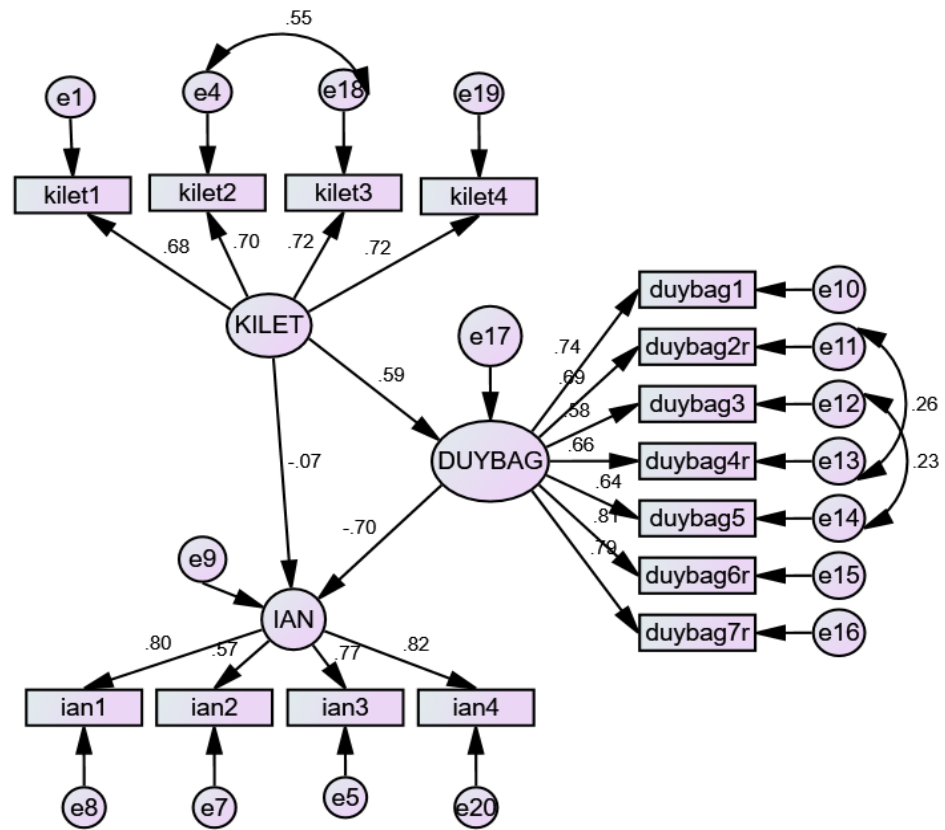 .55
e1
e4
e18
e19
kilet1
kilet2
kilet3
kilet4
.68
.70
.72
.72
KILET
e17
.59
-.07
DUYBAG
-.70
.74
.69
.58
.66
.64
.81
.79
duybag1
e10
duybag2r
e11
duybag3
e12
duybag4r
e13
duybag5
e14
duybag6r
e15
duybag7r
e16
.26
.23
e9
IAN
.80
.57
.77
.82
ian1
ian2
ian3
ian4
e8
e7
e5
e20